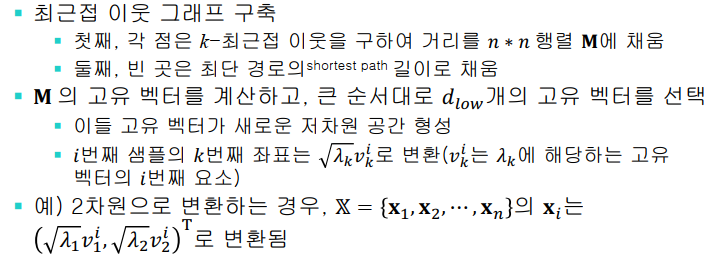 ▪ 최근접 이웃 그래프 구축
▪ 첫째, 각 점은 k-최근접 이웃을 구하여 거리를 n ∗ n 행렬 M에 채움
▪ 둘째, 빈 곳은 최단 경로의shortest path 길이로 채움
▪ M 의 고유 벡터를 계산하고, 큰 순서대로 d_low개의 고유 벡터를 선택
▪ 이들 고유 벡터가 새로운 저차원 공간 형성
▪ i번째 샘플의 k번째 좌표는 √λ_k v_k^i로 변환(v_k^i는 λ_k에 해당하는 고유
벡터의 i번째 요소)
▪ 예) 2차원으로 변환하는 경우, 𝕏 = {x_1, x_2, ⋯, x_n}의 x_i는
(√λ_1 v_1^i, √λ_2 v_2^i)^T로 변환됨